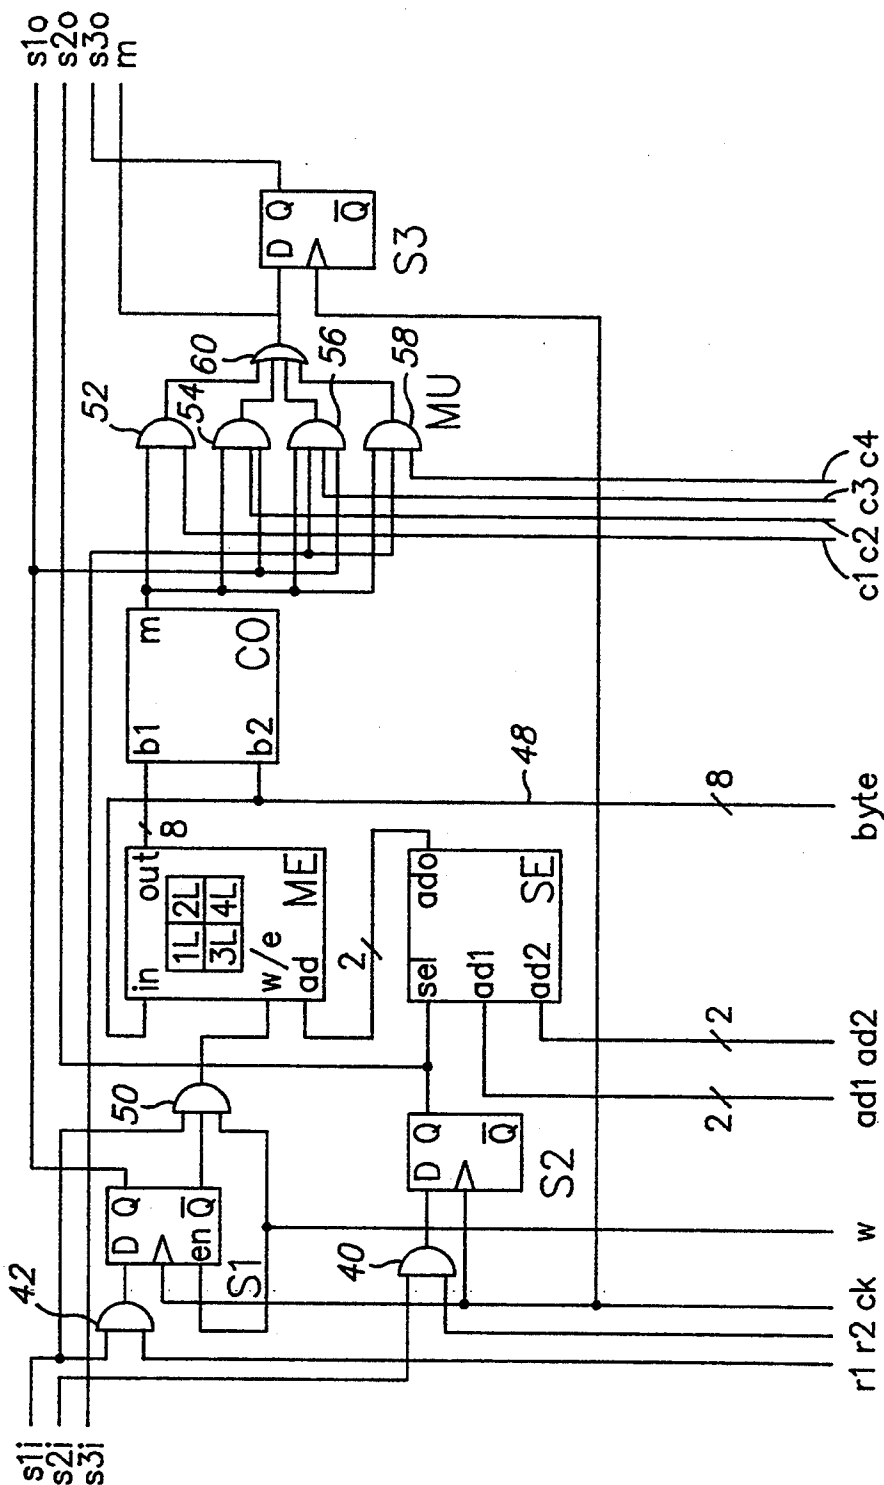 s1i
s2i
s3i
s1o
s2o
s3o
m
42
D Q
en Q
S1
50
40
D Q
Q
S2
in out
1L 2L
3L 4L
w/e
ad
ME
8
2
sel ado
ad1
ad2 SE
b1 m
b2 CO
48
52
54
56
58
60
MU
D Q
Q
S3
2
2
8
r1 r2 ck w ad1 ad2 byte c1 c2 c3 c4